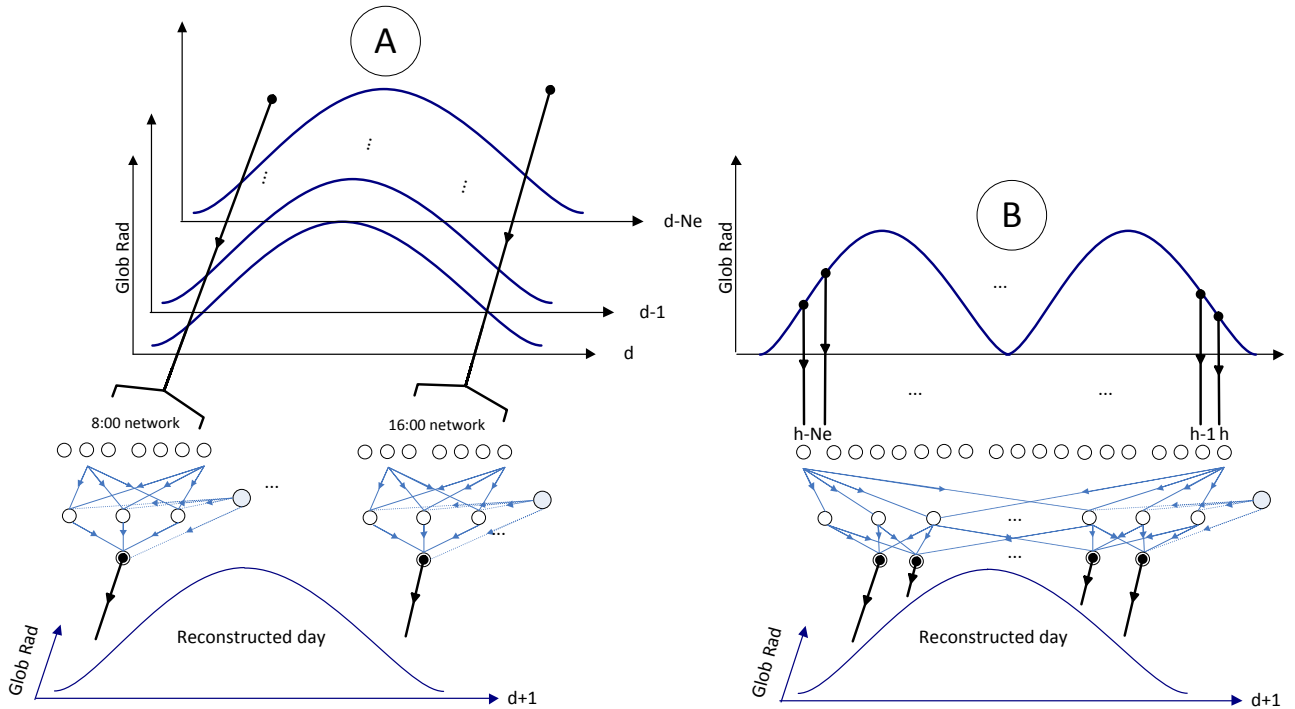 A
d-Ne
Glob Rad
d-1
d
8:00 network
16:00 network
...
...
Reconstructed day
Glob Rad
d+1
B
Glob Rad
...
...
...
h-Ne
h-1 h
...
...
Reconstructed day
Glob Rad
d+1